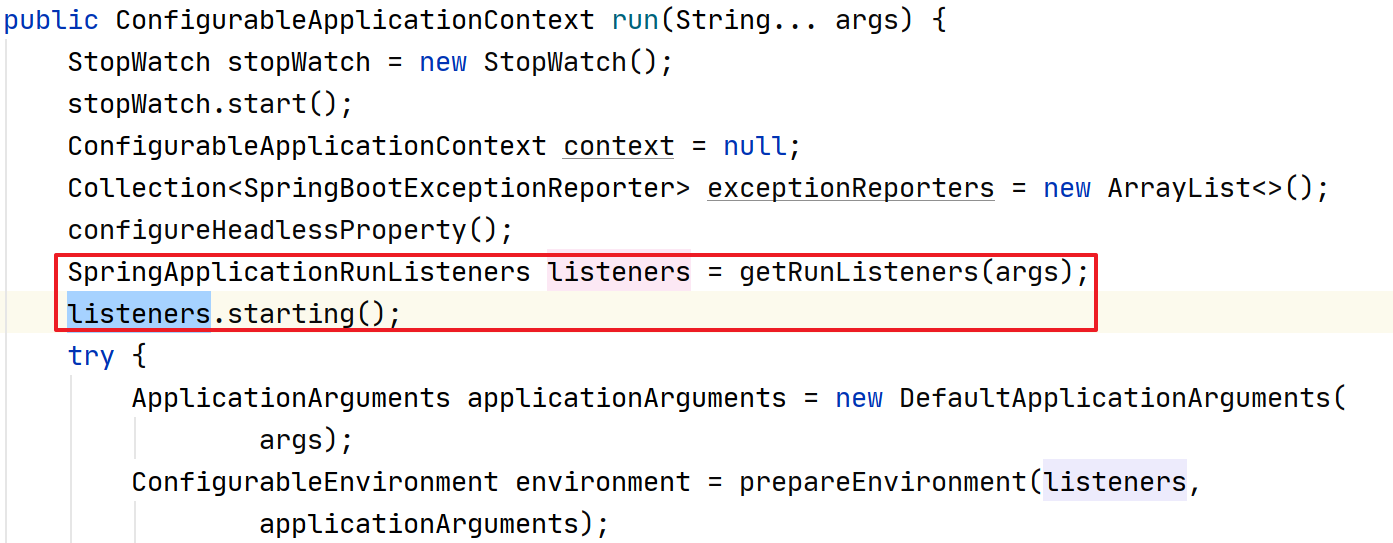 public ConfigurableApplicationContext run(String... args) {
StopWatch stopWatch = new StopWatch();
stopWatch.start();
ConfigurableApplicationContext context = null;
Collection<SpringBootExceptionReporter> exceptionReporters = new ArrayList<>();
configureHeadlessProperty();
SpringApplicationRunListeners listeners = getRunListeners(args);
listeners.starting();
try {
ApplicationArguments applicationArguments = new DefaultApplicationArguments(
args);
ConfigurableEnvironment environment = prepareEnvironment(listeners,
applicationArguments);